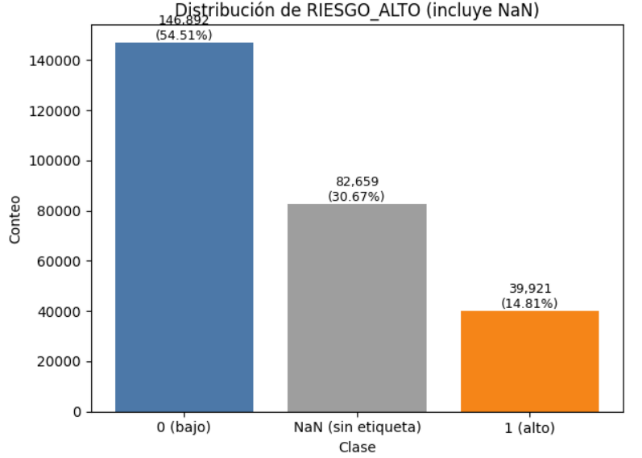 Distribución de RIESGO_ALTO (incluye NaN)
146,892
(54.51%)
82,659
(30.67%)
39,921
(14.81%)
140000
120000
100000
80000
60000
40000
20000
0
Conteo
0 (bajo)
NaN (sin etiqueta)
1 (alto)
Clase